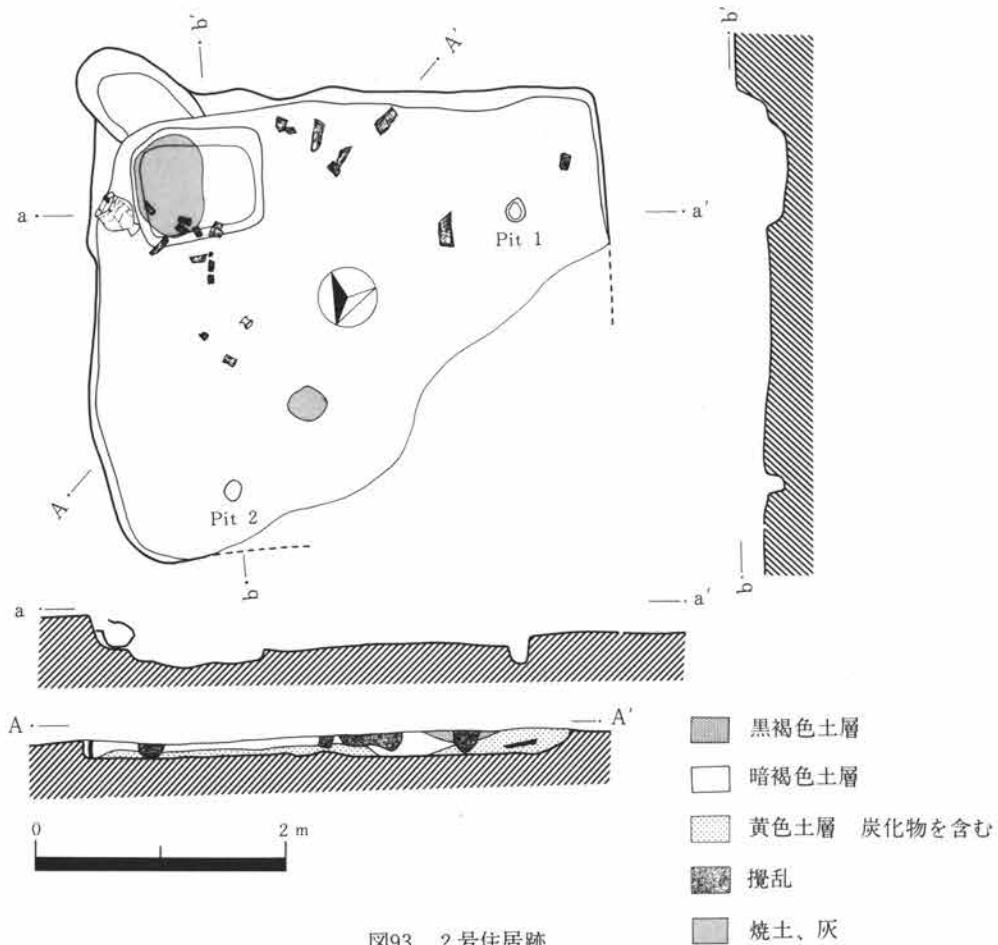 b'
A'
b'
a
a'
Pit 1
A
Pit 2
b
b
a
a'
A
A'
0
2 m
黒褐色土層
暗褐色土層
黄色土層 炭化物を含む
攪乱
焼土、灰
図93 2号住居跡